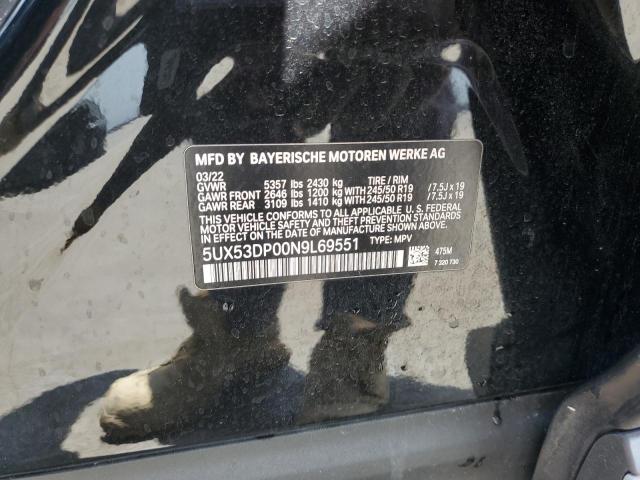 MFD BY BAYERISCHE MOTOREN WERKE AG
03/22 TIRE / RIM
GVWR 5357 lbs 2430 kg
GAWR FRONT 2646 lbs 1200 kg WITH 245/50 R19 /7.5J x 19
GAWR REAR 3109 lbs 1410 kg WITH 245/50 R19 /7.5J x 19
THIS VEHICLE CONFORMS TO ALL APPLICABLE U. S. FEDERAL
MOTOR VEHICLE SAFETY AND THEFT PREVENTION STANDARDS
IN EFFECT ON THE DATE OF MANUFACTURE SHOWN ABOVE.
5UX53DP00N9L69551 TYPE: MPV
475M
7 320 730